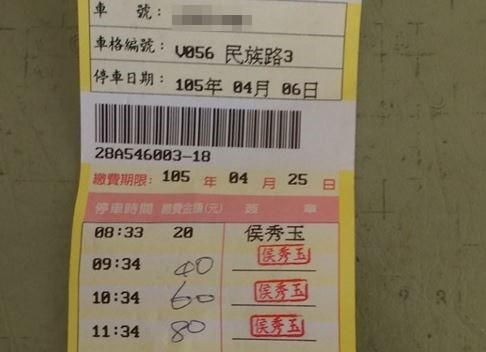 車 號：
車格編號： V056 民族路3
停車日期： 105年 04月 06日
28A546003-18
繳費期限： 105 年 04 月 25 日
停車時間 繳費金額(元) 簽 章
08:33 20 侯秀玉
09:34 40 侯秀玉
10:34 60 侯秀玉
11:34 80 侯秀玉